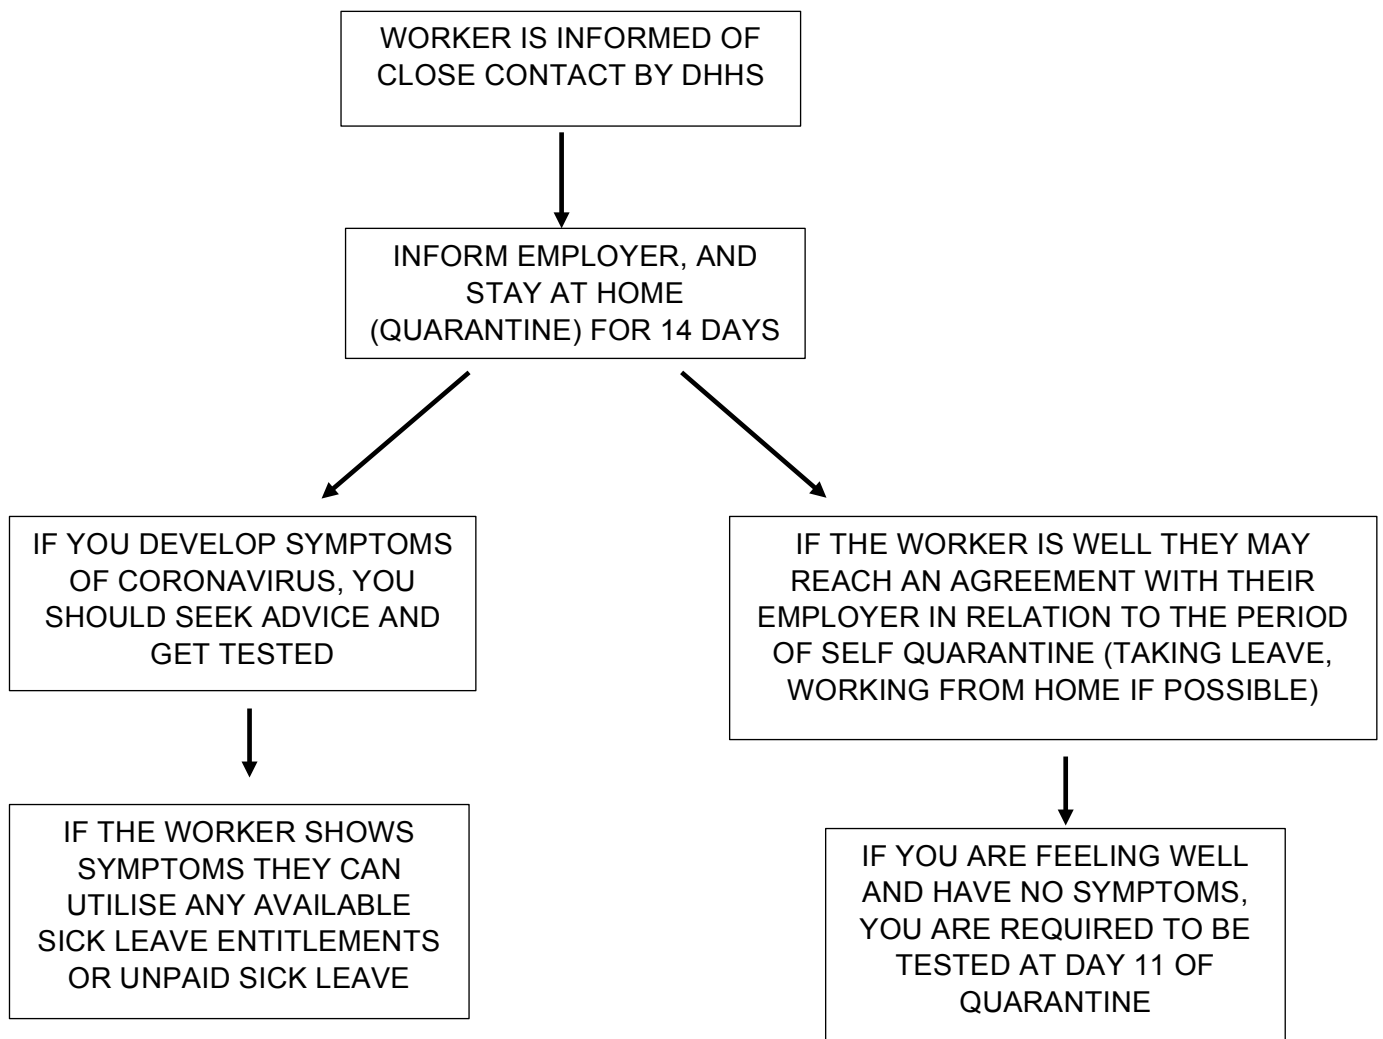 WORKER IS INFORMED OF
CLOSE CONTACT BY DHHS
INFORM EMPLOYER, AND
STAY AT HOME
(QUARANTINE) FOR 14 DAYS
IF YOU DEVELOP SYMPTOMS
OF CORONAVIRUS, YOU
SHOULD SEEK ADVICE AND
GET TESTED
IF THE WORKER IS WELL THEY MAY
REACH AN AGREEMENT WITH THEIR
EMPLOYER IN RELATION TO THE PERIOD
OF SELF QUARANTINE (TAKING LEAVE,
WORKING FROM HOME IF POSSIBLE)
IF THE WORKER SHOWS
SYMPTOMS THEY CAN
UTILISE ANY AVAILABLE
SICK LEAVE ENTITLEMENTS
OR UNPAID SICK LEAVE
IF YOU ARE FEELING WELL
AND HAVE NO SYMPTOMS,
YOU ARE REQUIRED TO BE
TESTED AT DAY 11 OF
QUARANTINE